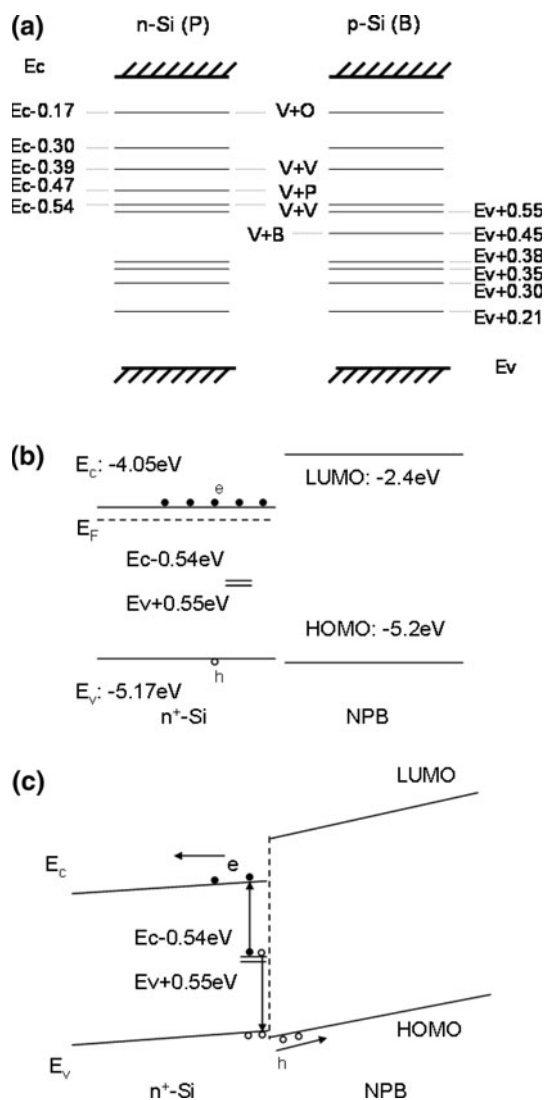 (a)
n-Si (P)
p-Si (B)
Ec
Ec-0.17
V+O
Ec-0.30
Ec-0.39
V+V
Ec-0.47
V+P
Ec-0.54
V+V
Ev+0.55
V+B
Ev+0.45
Ev+0.38
Ev+0.35
Ev+0.30
Ev+0.21
Ev
(b)
Ec: -4.05eV
e
LUMO: -2.4eV
EF
Ec-0.54eV
Ev+0.55eV
HOMO: -5.2eV
h
Ev: -5.17eV
n⁺-Si
NPB
(c)
LUMO
e
Ec
Ec-0.54eV
Ev+0.55eV
HOMO
h
Ev
n⁺-Si
NPB